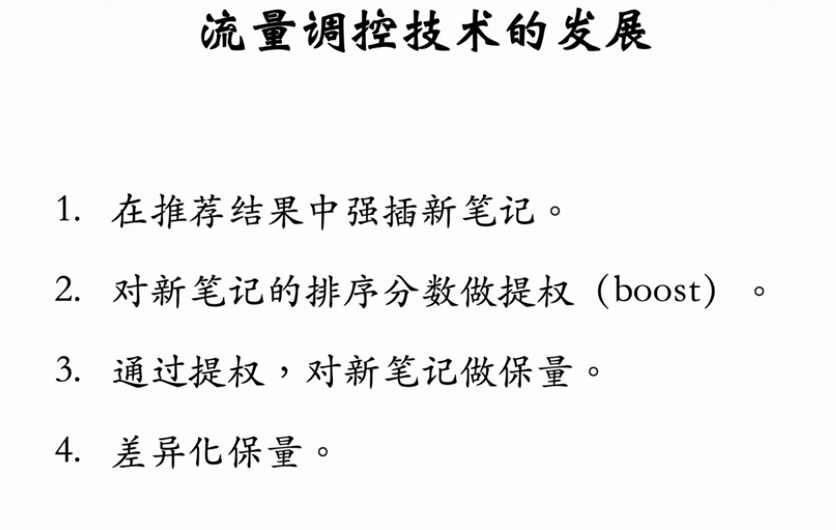 流量调控技术的发展
1. 在推荐结果中强插新笔记。
2. 对新笔记的排序分数做提权（boost）。
3. 通过提权，对新笔记做保量。
4. 差异化保量。